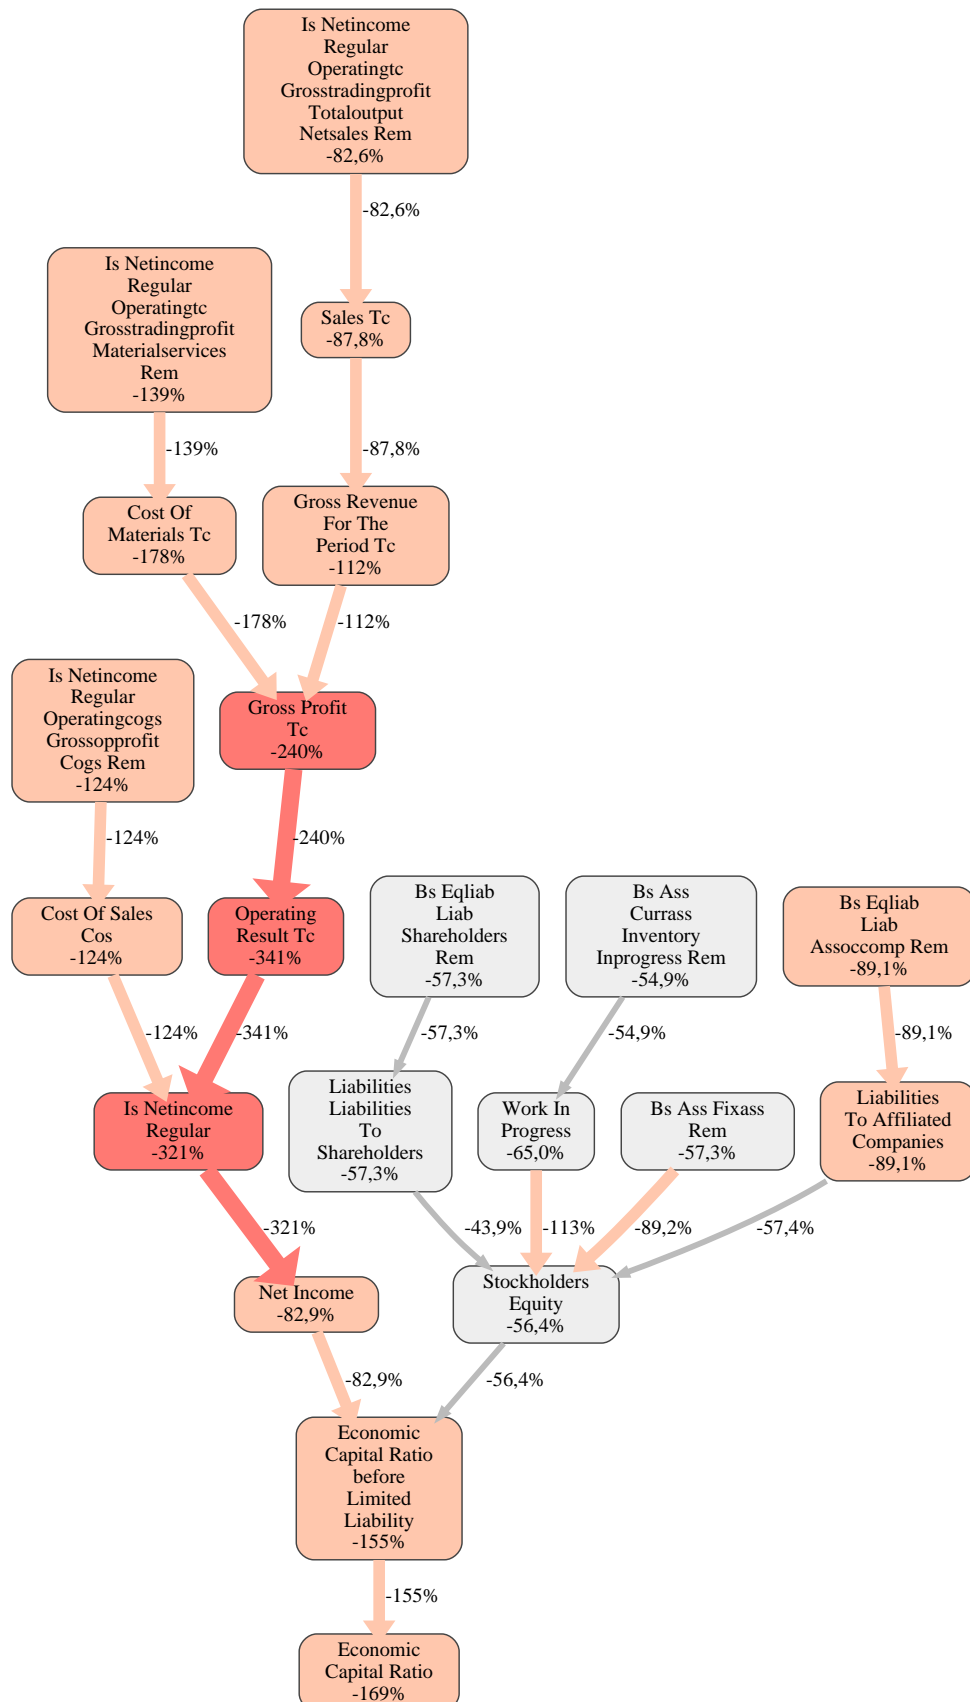 Is Netincome
Regular
Operatingtc
Grosstradingprofit
Totaloutput
Netsales Rem
-82,6%
-82,6%
Is Netincome
Regular
Operatingtc
Grosstradingprofit
Materialservices
Rem
-139%
Sales Tc
-87,8%
-139%
-87,8%
Cost Of
Materials Tc
-178%
Gross Revenue
For The
Period Tc
-112%
-178%
-112%
Is Netincome
Regular
Operatingcogs
Grossopprofit
Cogs Rem
-124%
Gross Profit
Tc
-240%
-124%
-240%
Cost Of Sales
Cos
-124%
Operating
Result Tc
-341%
Bs Eqliab
Liab
Shareholders
Rem
-57,3%
Bs Ass
Currass
Inventory
Inprogress Rem
-54,9%
Bs Eqliab
Liab
Assoccomp Rem
-89,1%
-124%
-341%
-57,3%
-54,9%
-89,1%
Is Netincome
Regular
-321%
Liabilities
Liabilities
To
Shareholders
-57,3%
Work In
Progress
-65,0%
Bs Ass Fixass
Rem
-57,3%
Liabilities
To Affiliated
Companies
-89,1%
-321%
-43,9%
-113%
-89,2%
-57,4%
Net Income
-82,9%
Stockholders
Equity
-56,4%
-82,9%
-56,4%
Economic
Capital Ratio
before
Limited
Liability
-155%
-155%
Economic
Capital Ratio
-169%